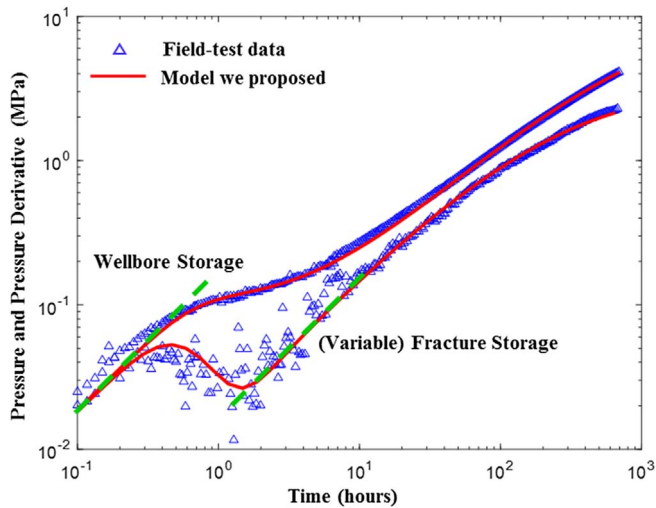 10^1
Field-test data
Model we proposed
10^0
Wellbore Storage
10^-1
(Variable) Fracture Storage
10^-2
10^-1 10^0 10^1 10^2 10^3
Time (hours)
Pressure and Pressure Derivative (MPa)